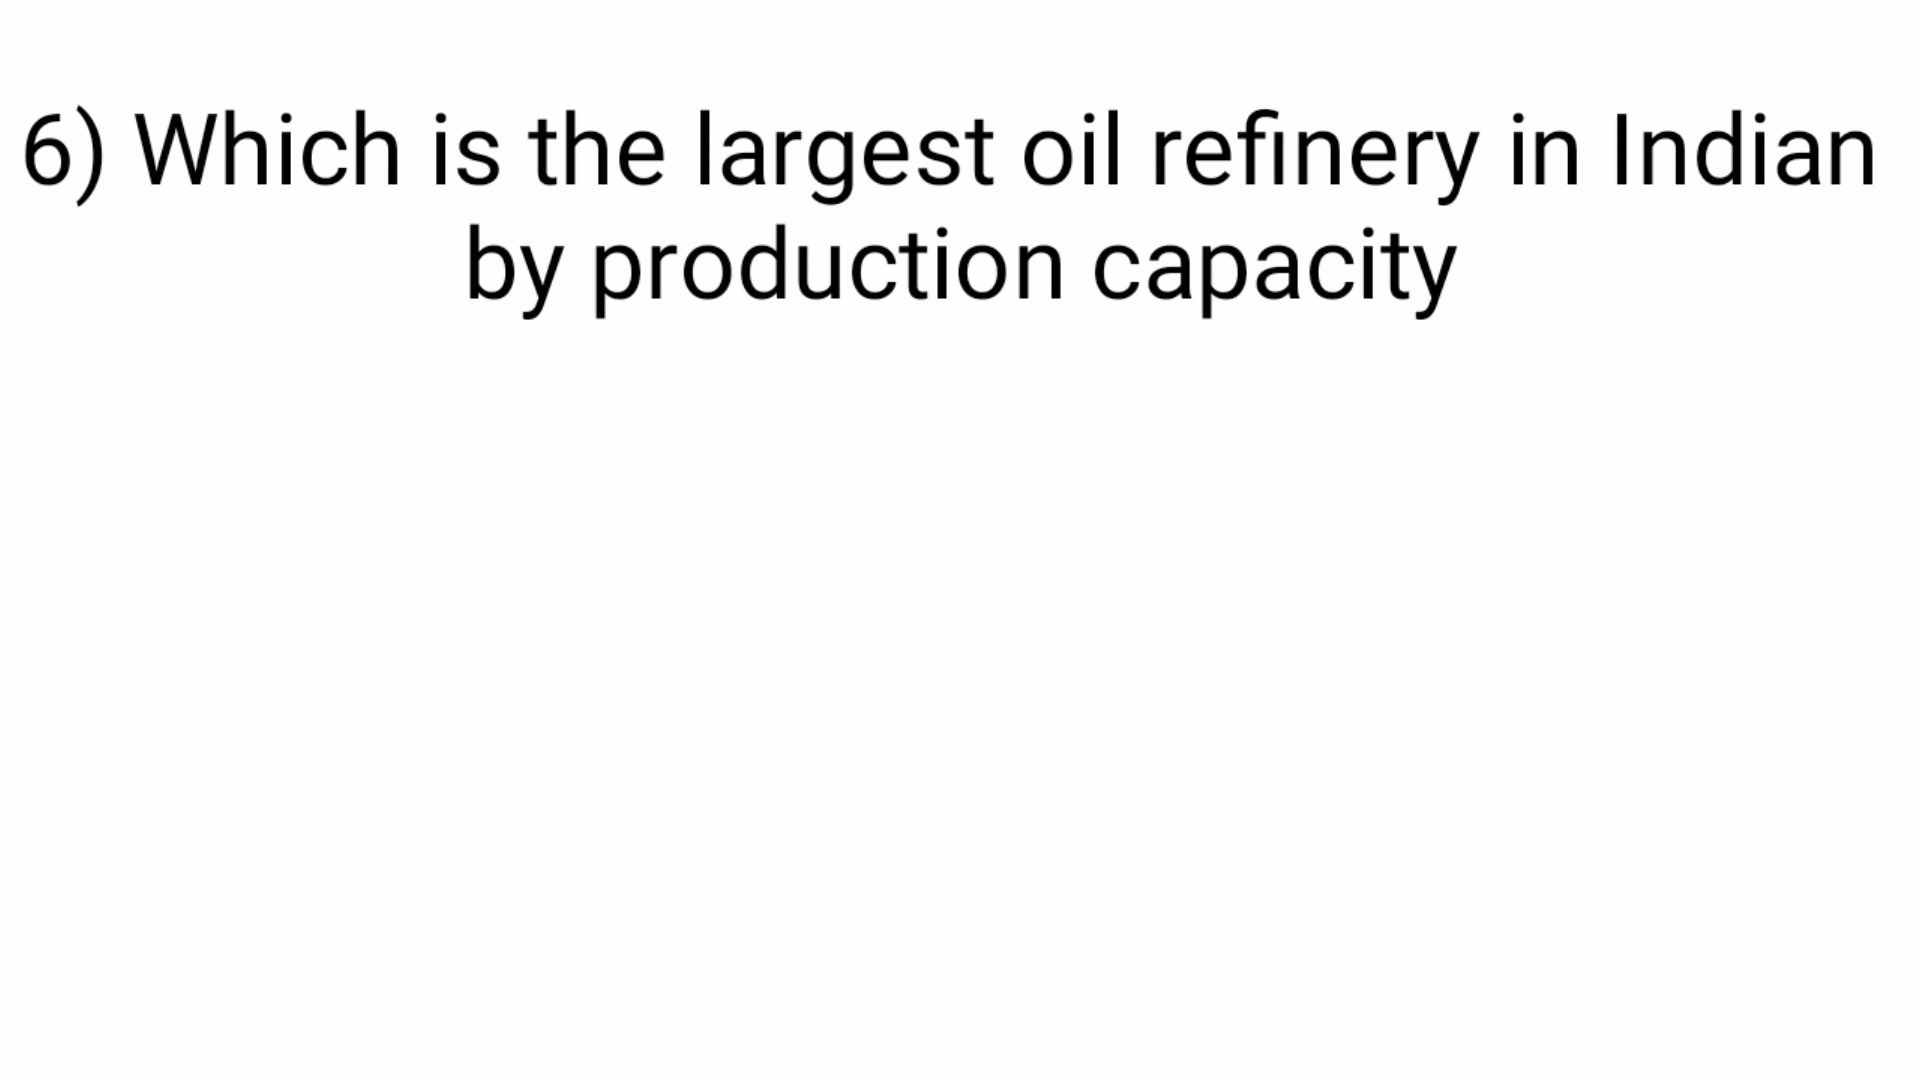 6) Which is the largest oil refinery in Indian
by production capacity